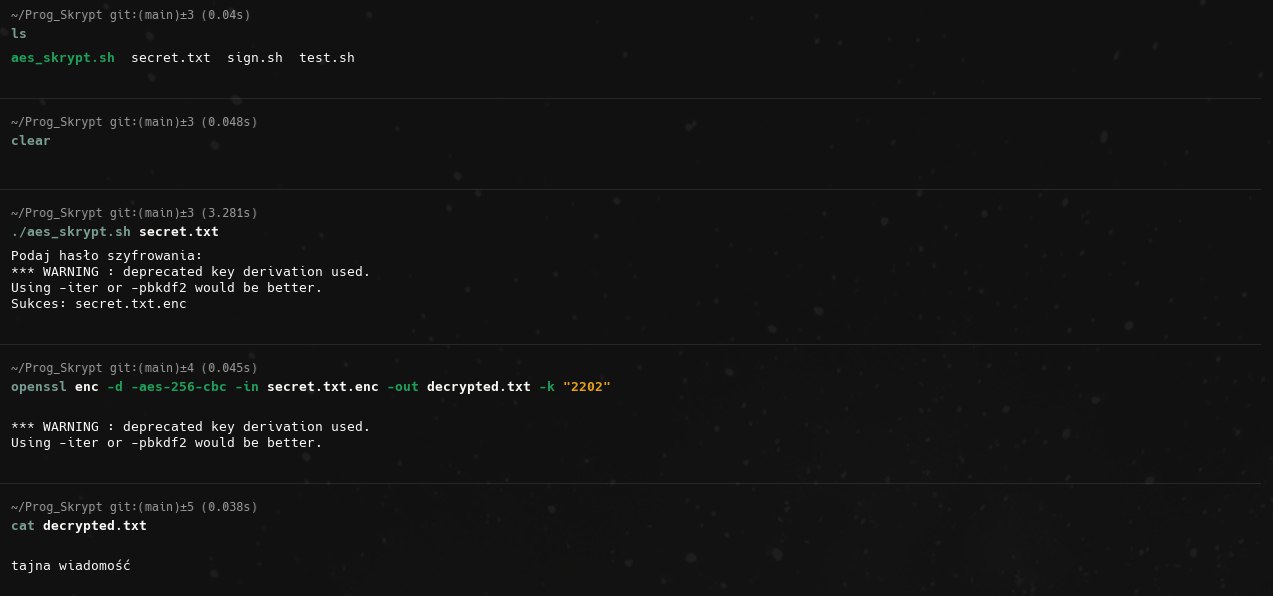 ~/Prog_Skrypt git:(main)±3 (0.04s)
ls
aes_skrypt.sh  secret.txt  sign.sh  test.sh
~/Prog_Skrypt git:(main)±3 (0.048s)
clear
~/Prog_Skrypt git:(main)±3 (3.281s)
./aes_skrypt.sh secret.txt
Podaj hasło szyfrowania:
*** WARNING : deprecated key derivation used.
Using -iter or -pbkdf2 would be better.
Sukces: secret.txt.enc
~/Prog_Skrypt git:(main)±4 (0.045s)
openssl enc -d -aes-256-cbc -in secret.txt.enc -out decrypted.txt -k "2202"
*** WARNING : deprecated key derivation used.
Using -iter or -pbkdf2 would be better.
~/Prog_Skrypt git:(main)±5 (0.038s)
cat decrypted.txt
tajna wiadomość